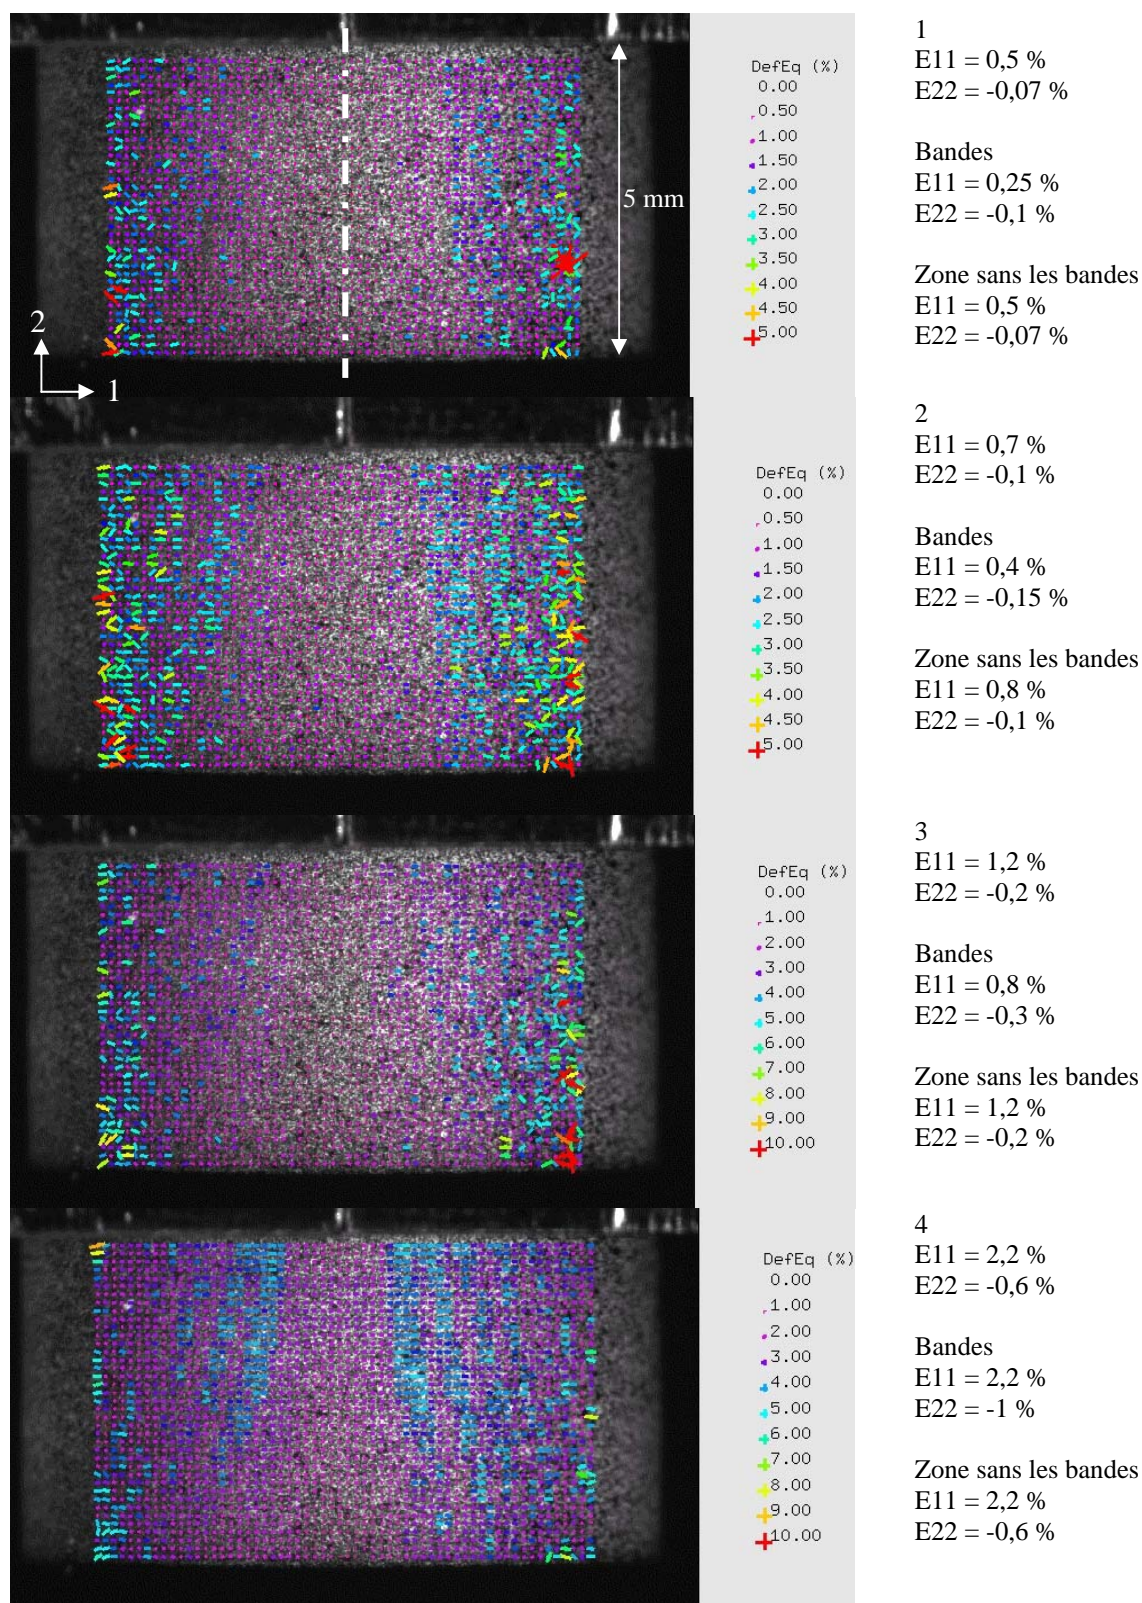 DefEq (%)
0.00
0.50
1.00
1.50
2.00
2.50
3.00
3.50
4.00
4.50
5.00
5 mm
2
1
1
E11 = 0,5 %
E22 = -0,07 %
Bandes
E11 = 0,25 %
E22 = -0,1 %
Zone sans les bandes
E11 = 0,5 %
E22 = -0,07 %
DefEq (%)
0.00
0.50
1.00
1.50
2.00
2.50
3.00
3.50
4.00
4.50
5.00
2
E11 = 0,7 %
E22 = -0,1 %
Bandes
E11 = 0,4 %
E22 = -0,15 %
Zone sans les bandes
E11 = 0,8 %
E22 = -0,1 %
DefEq (%)
0.00
1.00
2.00
3.00
4.00
5.00
6.00
7.00
8.00
9.00
10.00
3
E11 = 1,2 %
E22 = -0,2 %
Bandes
E11 = 0,8 %
E22 = -0,3 %
Zone sans les bandes
E11 = 1,2 %
E22 = -0,2 %
DefEq (%)
0.00
1.00
2.00
3.00
4.00
5.00
6.00
7.00
8.00
9.00
10.00
4
E11 = 2,2 %
E22 = -0,6 %
Bandes
E11 = 2,2 %
E22 = -1 %
Zone sans les bandes
E11 = 2,2 %
E22 = -0,6 %